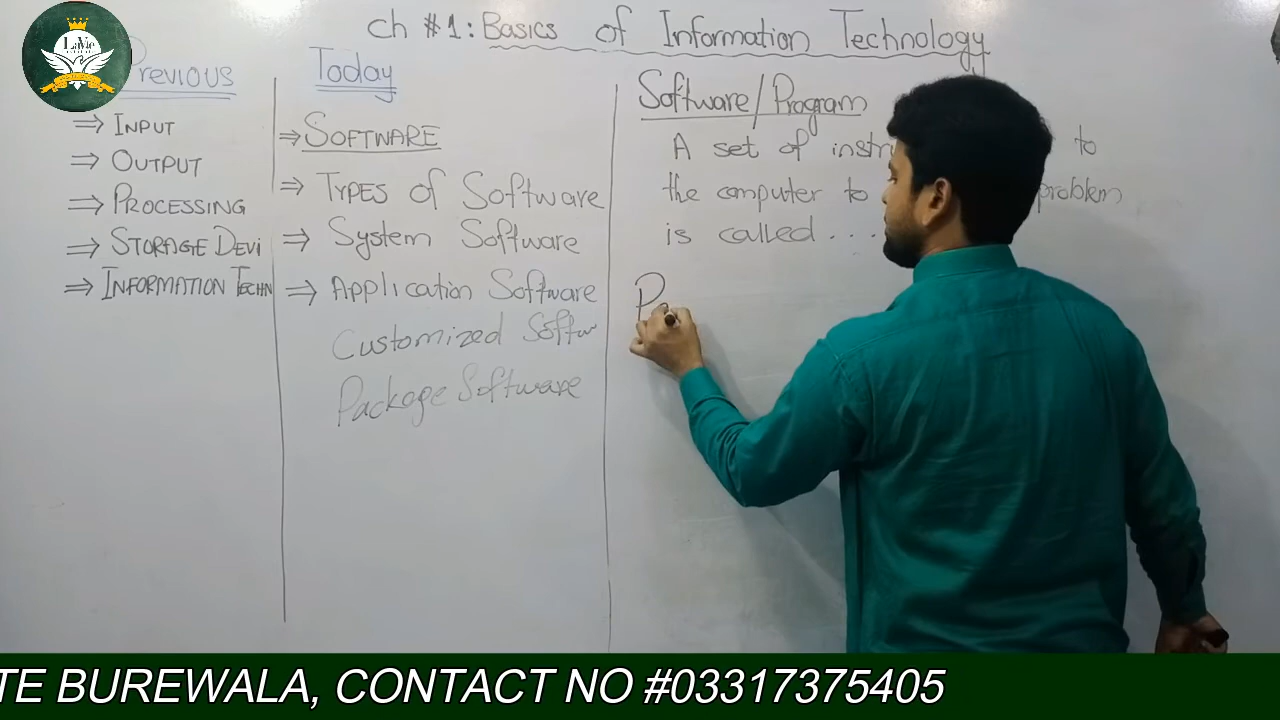 Ch # 1: Basics of Information Technology
PREVIOUS
⇒ INPUT
⇒ OUTPUT
⇒ PROCESSING
⇒ STORAGE DEVI
⇒ INFORMATION TECHN
Today
⇒ SOFTWARE
⇒ TYPES of Software
⇒ System Software
⇒ Application Software
Customized Softw
Package Software
Software/Program
A set of instr to
the computer to problem
is called . . .
P
TE BUREWALA, CONTACT NO #03317375405